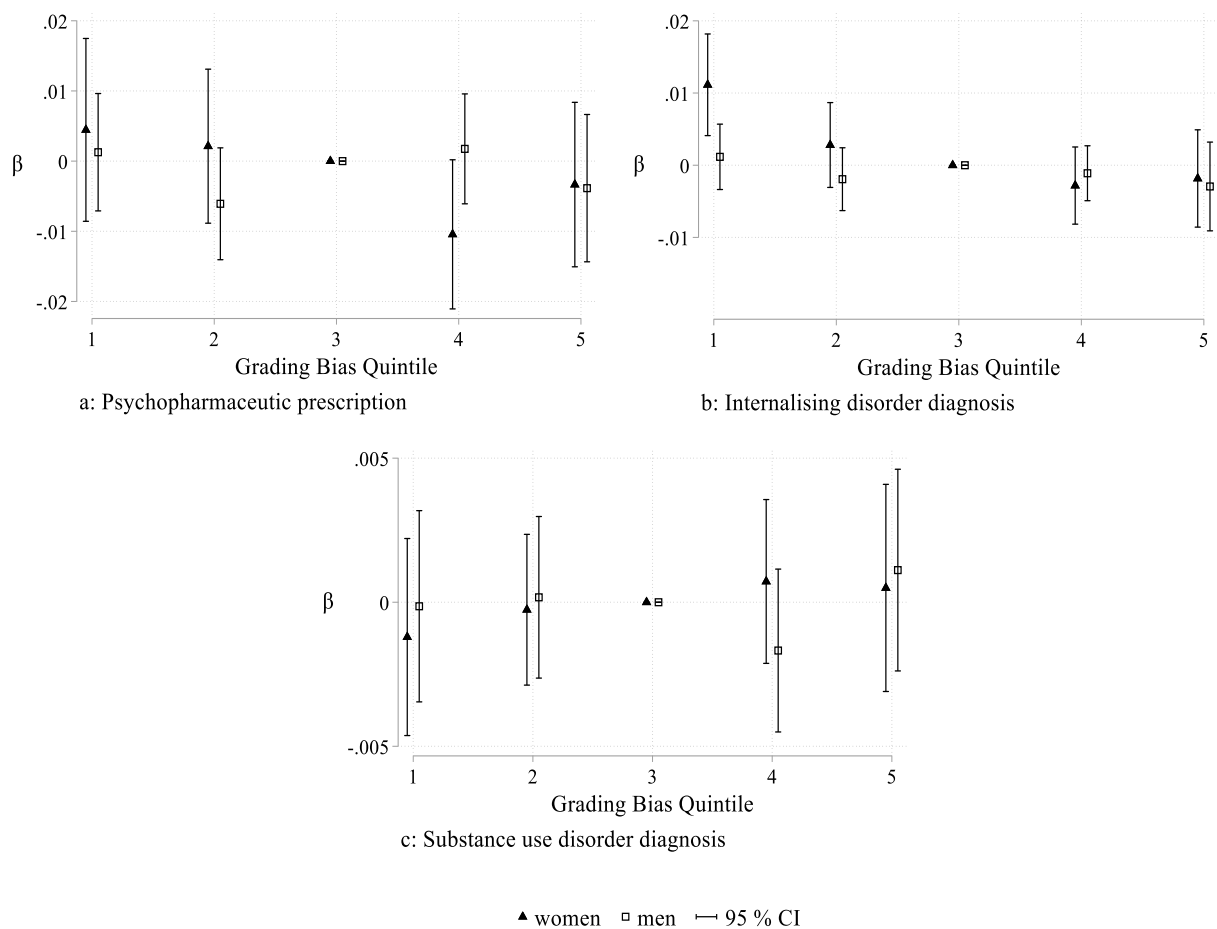 .02
.01
β
0
-.01
-.02
1 2 3 4 5
Grading Bias Quintile
a: Psychopharmaceutic prescription
.02
.01
β
0
-.01
1 2 3 4 5
Grading Bias Quintile
b: Internalising disorder diagnosis
.005
β
0
-.005
1 2 3 4 5
Grading Bias Quintile
c: Substance use disorder diagnosis
women men 95 % CI